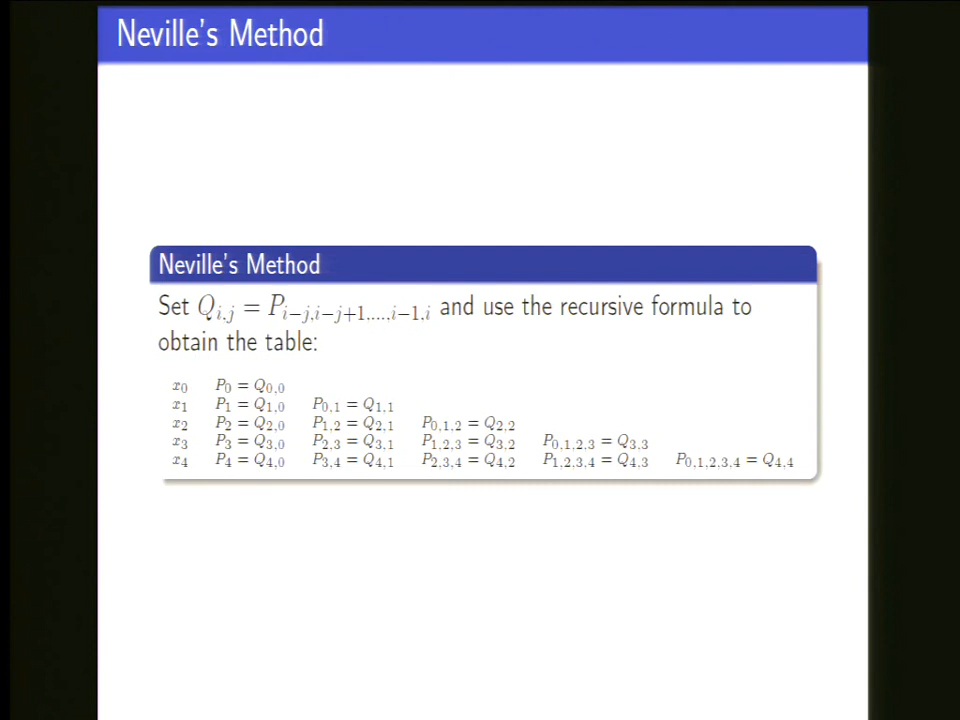 Neville's Method
Neville's Method
Set Q_{i,j} = P_{i−j,i−j+1,...,i−1,i} and use the recursive formula to
obtain the table:
x_0 P_0 = Q_{0,0}
x_1 P_1 = Q_{1,0} P_{0,1} = Q_{1,1}
x_2 P_2 = Q_{2,0} P_{1,2} = Q_{2,1} P_{0,1,2} = Q_{2,2}
x_3 P_3 = Q_{3,0} P_{2,3} = Q_{3,1} P_{1,2,3} = Q_{3,2} P_{0,1,2,3} = Q_{3,3}
x_4 P_4 = Q_{4,0} P_{3,4} = Q_{4,1} P_{2,3,4} = Q_{4,2} P_{1,2,3,4} = Q_{4,3} P_{0,1,2,3,4} = Q_{4,4}